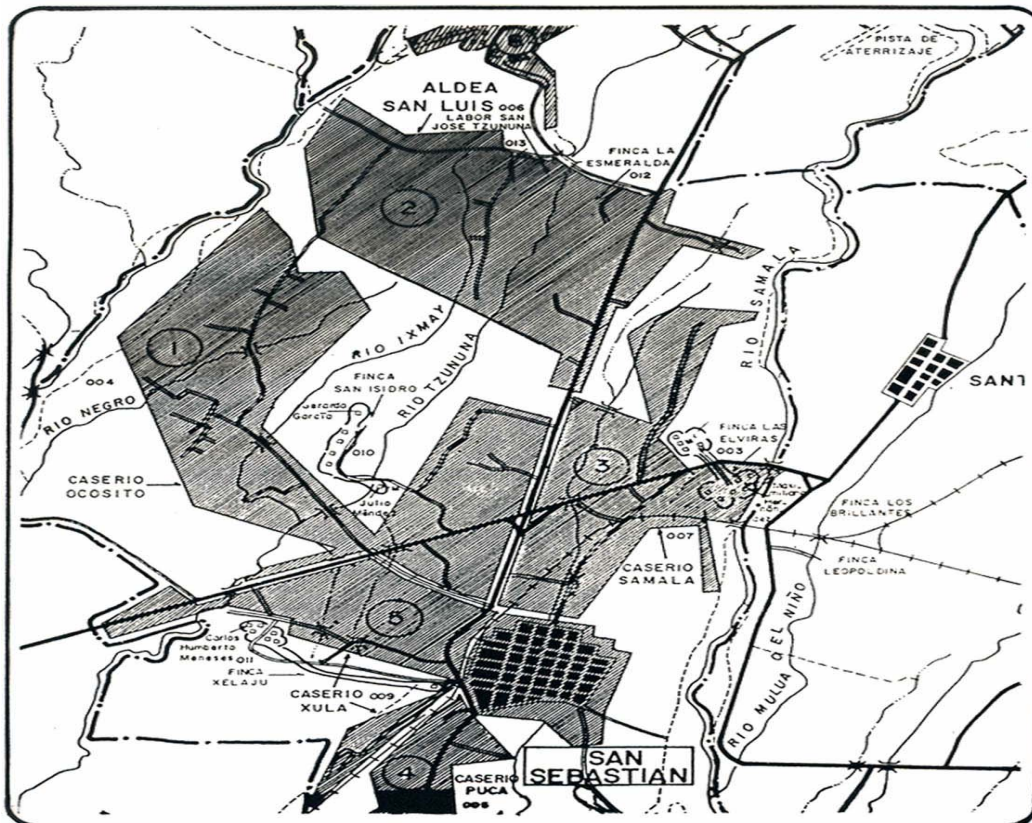 PISTA DE
ATERRIZAJE
ALDEA
SAN LUIS 006
LABOR SAN
JOSE TZUNUNA
013
FINCA LA
ESMERALDA
012
2
RIO SAMALA
1
RIO IXMAY
RIO TZUNUNA
004
RIO NEGRO
FINCA
SAN ISIDRO
Gerardo
García
010
SANT
FINCA LAS
ELVIRAS
003
3
CASERIO
OCOSITO
Julio
Méndez
FINCA LOS
BRILLANTES
007
CASERIO
SAMALA
FINCA
LEOPOLDINA
5
Carlos
Humberto
Meneses 011
FINCA
XELAJU
CASERIO 009
XULA
RIO MULUA DEL NIÑO
SAN
SEBASTIAN
4
CASERIO
PUCA